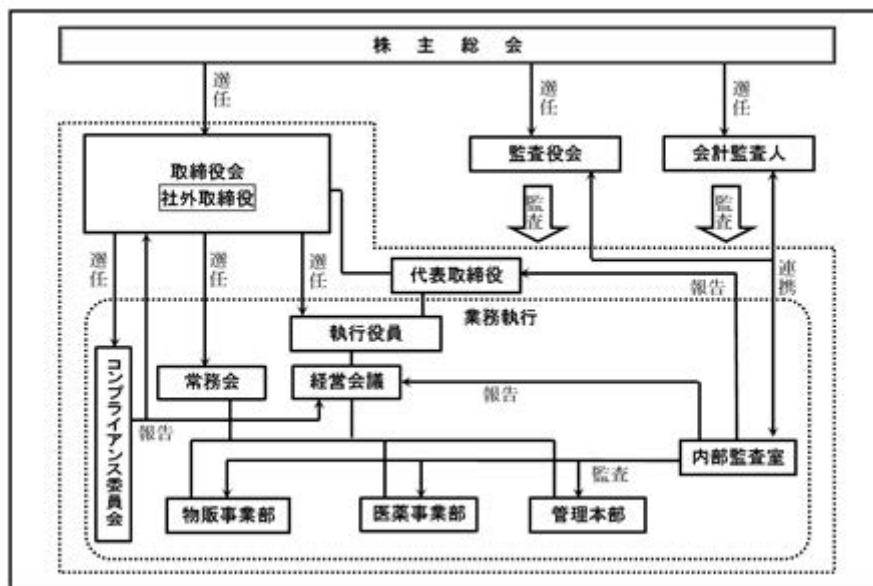 株主総会
選任
選任
選任
取締役会
社外取締役
監査役会
会計監査人
監査
監査
選任
選任
選任
代表取締役
報告
連携
執行役員
業務執行
コンプライアンス委員会
常務会
経営会議
報告
報告
内部監査室
監査
物販事業部
医薬事業部
管理本部